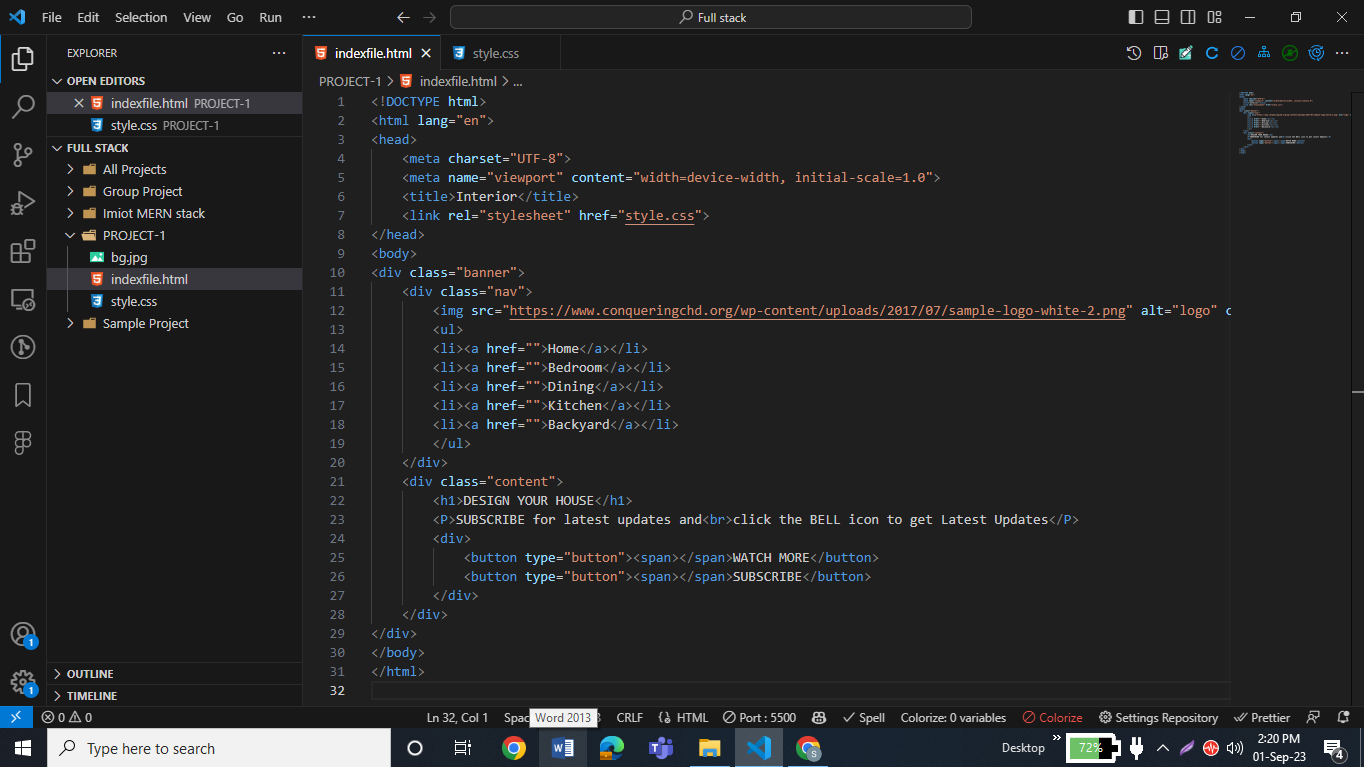 File Edit Selection View Go Run ··· Full stack
EXPLORER ···
OPEN EDITORS
indexfile.html PROJECT-1
style.css PROJECT-1
FULL STACK
All Projects
Group Project
Imiot MERN stack
PROJECT-1
bg.jpg
indexfile.html
style.css
Sample Project
OUTLINE
TIMELINE
indexfile.html style.css
PROJECT-1 > indexfile.html > ...
1 <!DOCTYPE html>
2 <html lang="en">
3 <head>
4 <meta charset="UTF-8">
5 <meta name="viewport" content="width=device-width, initial-scale=1.0">
6 <title>Interior</title>
7 <link rel="stylesheet" href="style.css">
8 </head>
9 <body>
10 <div class="banner">
11 <div class="nav">
12 <img src="https://www.conqueringchd.org/wp-content/uploads/2017/07/sample-logo-white-2.png" alt="logo" c
13 <ul>
14 <li><a href="">Home</a></li>
15 <li><a href="">Bedroom</a></li>
16 <li><a href="">Dining</a></li>
17 <li><a href="">Kitchen</a></li>
18 <li><a href="">Backyard</a></li>
19 </ul>
20 </div>
21 <div class="content">
22 <h1>DESIGN YOUR HOUSE</h1>
23 <P>SUBSCRIBE for latest updates and<br>click the BELL icon to get Latest Updates</P>
24 <div>
25 <button type="button"><span></span>WATCH MORE</button>
26 <button type="button"><span></span>SUBSCRIBE</button>
27 </div>
28 </div>
29 </div>
30 </body>
31 </html>
32
1
1
0 0 Ln 32, Col 1 Spac Word 2013 CRLF HTML Port : 5500 Spell Colorize: 0 variables Colorize Settings Repository Prettier
Type here to search
S
Desktop 72% 2:20 PM
01-Sep-23 4